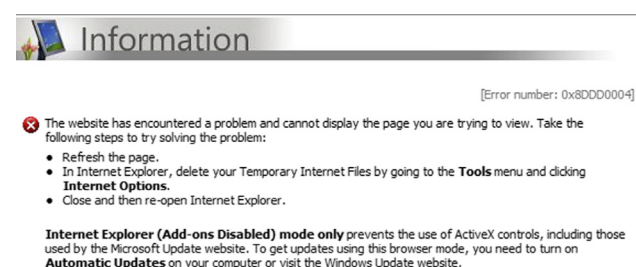 Information
[Error number: 0x8DDD0004]
The website has encountered a problem and cannot display the page you are trying to view. Take the
following steps to try solving the problem:
• Refresh the page.
• In Internet Explorer, delete your Temporary Internet Files by going to the Tools menu and clicking
Internet Options.
• Close and then re-open Internet Explorer.
Internet Explorer (Add-ons Disabled) mode only prevents the use of ActiveX controls, including those
used by the Microsoft Update website. To get updates using this browser mode, you need to turn on
Automatic Updates on your computer or visit the Windows Update website.